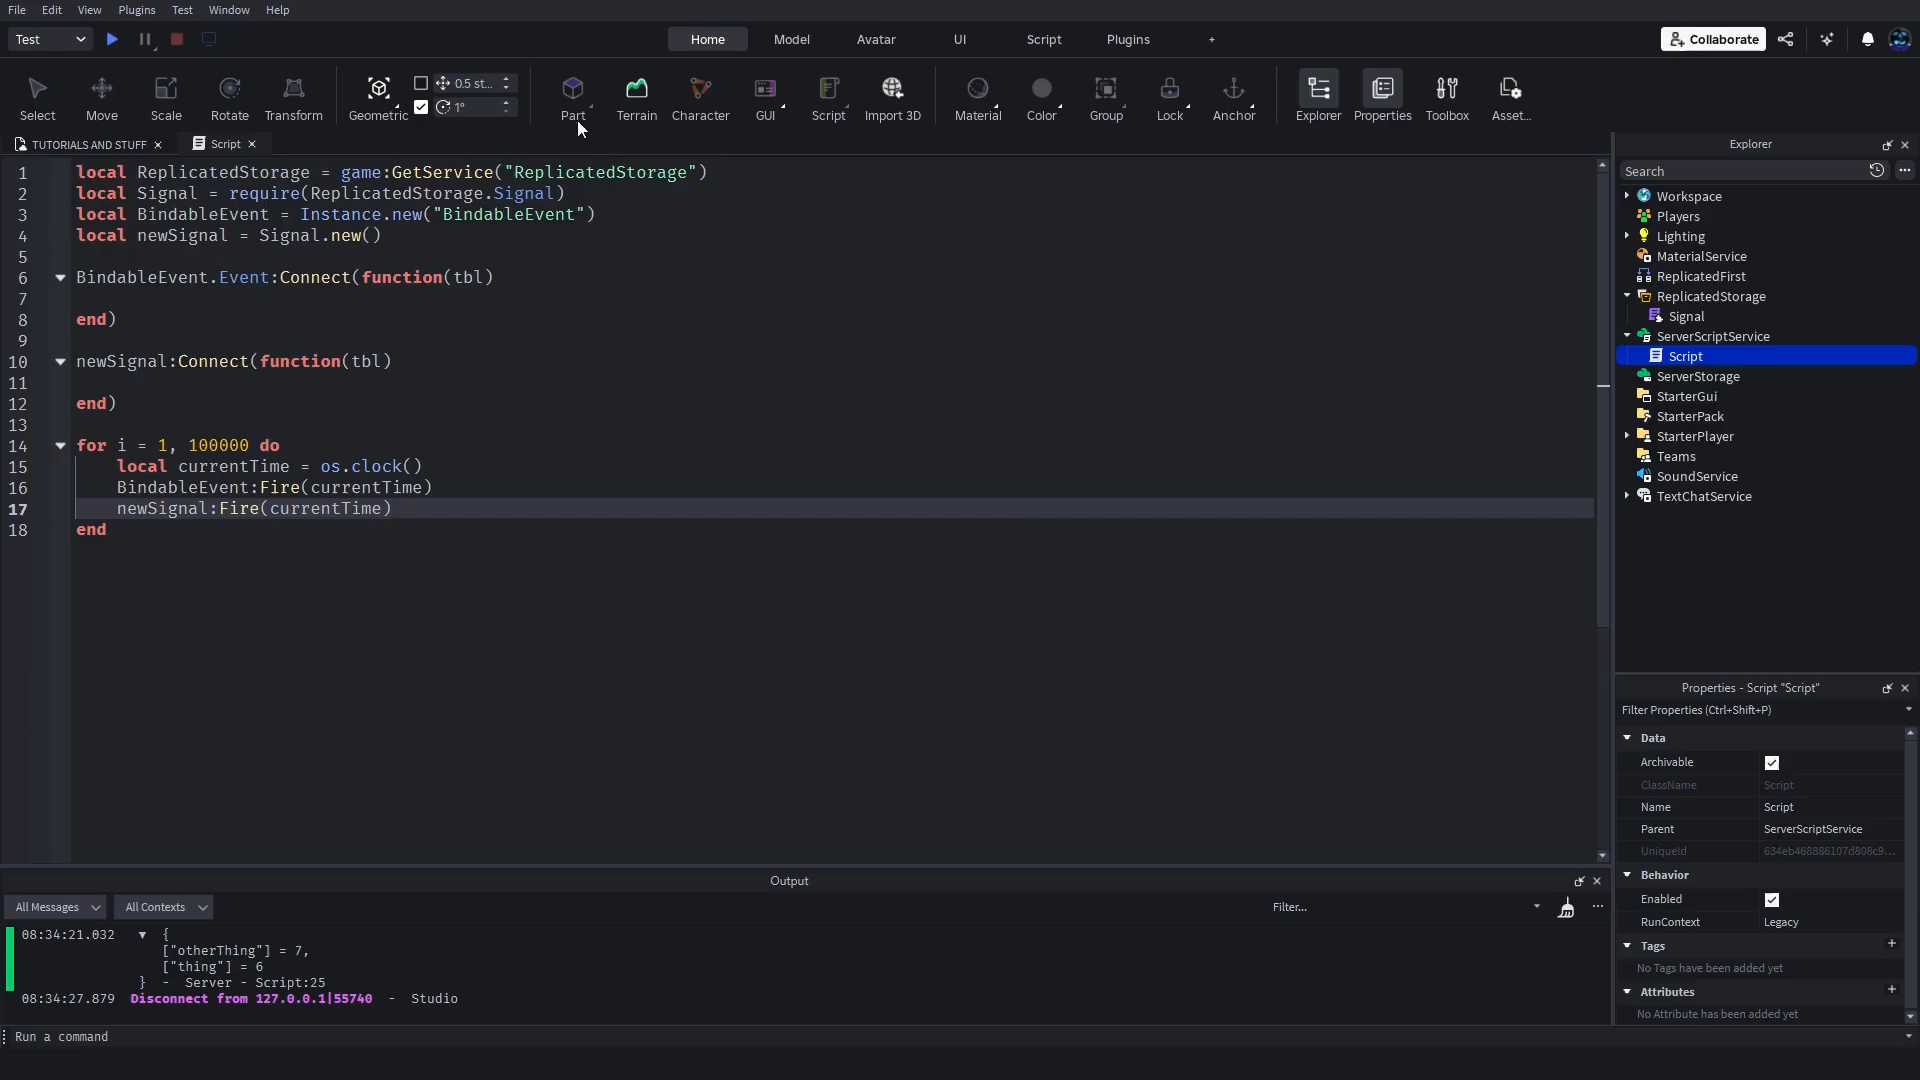 File Edit View Plugins Test Window Help
Test Home Model Avatar UI Script Plugins + Collaborate
Select Move Scale Rotate Transform Geometric 0.5 st... 1° Part Terrain Character GUI Script Import 3D Material Color Group Lock Anchor Explorer Properties Toolbox Asset...
TUTORIALS AND STUFF Script
1 local ReplicatedStorage = game:GetService("ReplicatedStorage")
2 local Signal = require(ReplicatedStorage.Signal)
3 local BindableEvent = Instance.new("BindableEvent")
4 local newSignal = Signal.new()
5
6 BindableEvent.Event:Connect(function(tbl)
7
8 end)
9
10 newSignal:Connect(function(tbl)
11
12 end)
13
14 for i = 1, 100000 do
15 local currentTime = os.clock()
16 BindableEvent:Fire(currentTime)
17 newSignal:Fire(currentTime)
18 end
Explorer
Search
Workspace
Players
Lighting
MaterialService
ReplicatedFirst
ReplicatedStorage
Signal
ServerScriptService
Script
ServerStorage
StarterGui
StarterPack
StarterPlayer
Teams
SoundService
TextChatService
Properties - Script "Script"
Filter Properties (Ctrl+Shift+P)
Data
Archivable
ClassName Script
Name Script
Parent ServerScriptService
UniqueId 634eb468886107d808c9...
Behavior
Enabled
RunContext Legacy
Tags +
No Tags have been added yet
Attributes +
No Attribute has been added yet
Output
All Messages All Contexts Filter... ...
08:34:21.032 {
["otherThing"] = 7,
["thing"] = 6
} - Server - Script:25
08:34:27.879 Disconnect from 127.0.0.1|55740 - Studio
Run a command